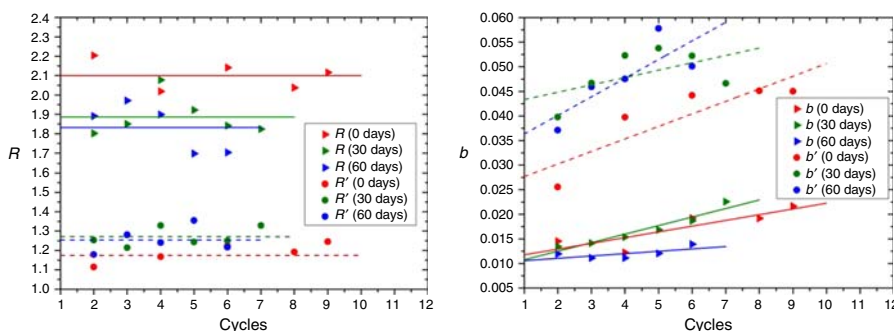 2.4
2.3
2.2
2.1
2.0
1.9
1.8
1.7
1.6
1.5
1.4
1.3
1.2
1.1
1.0
R
1 2 3 4 5 6 7 8 9 10 11 12
Cycles
R (0 days)
R (30 days)
R (60 days)
R′ (0 days)
R′ (30 days)
R′ (60 days)
0.060
0.055
0.050
0.045
0.040
0.035
0.030
0.025
0.020
0.015
0.010
0.005
b
1 2 3 4 5 6 7 8 9 10 11 12
Cycles
b (0 days)
b (30 days)
b (60 days)
b′ (0 days)
b′ (30 days)
b′ (60 days)